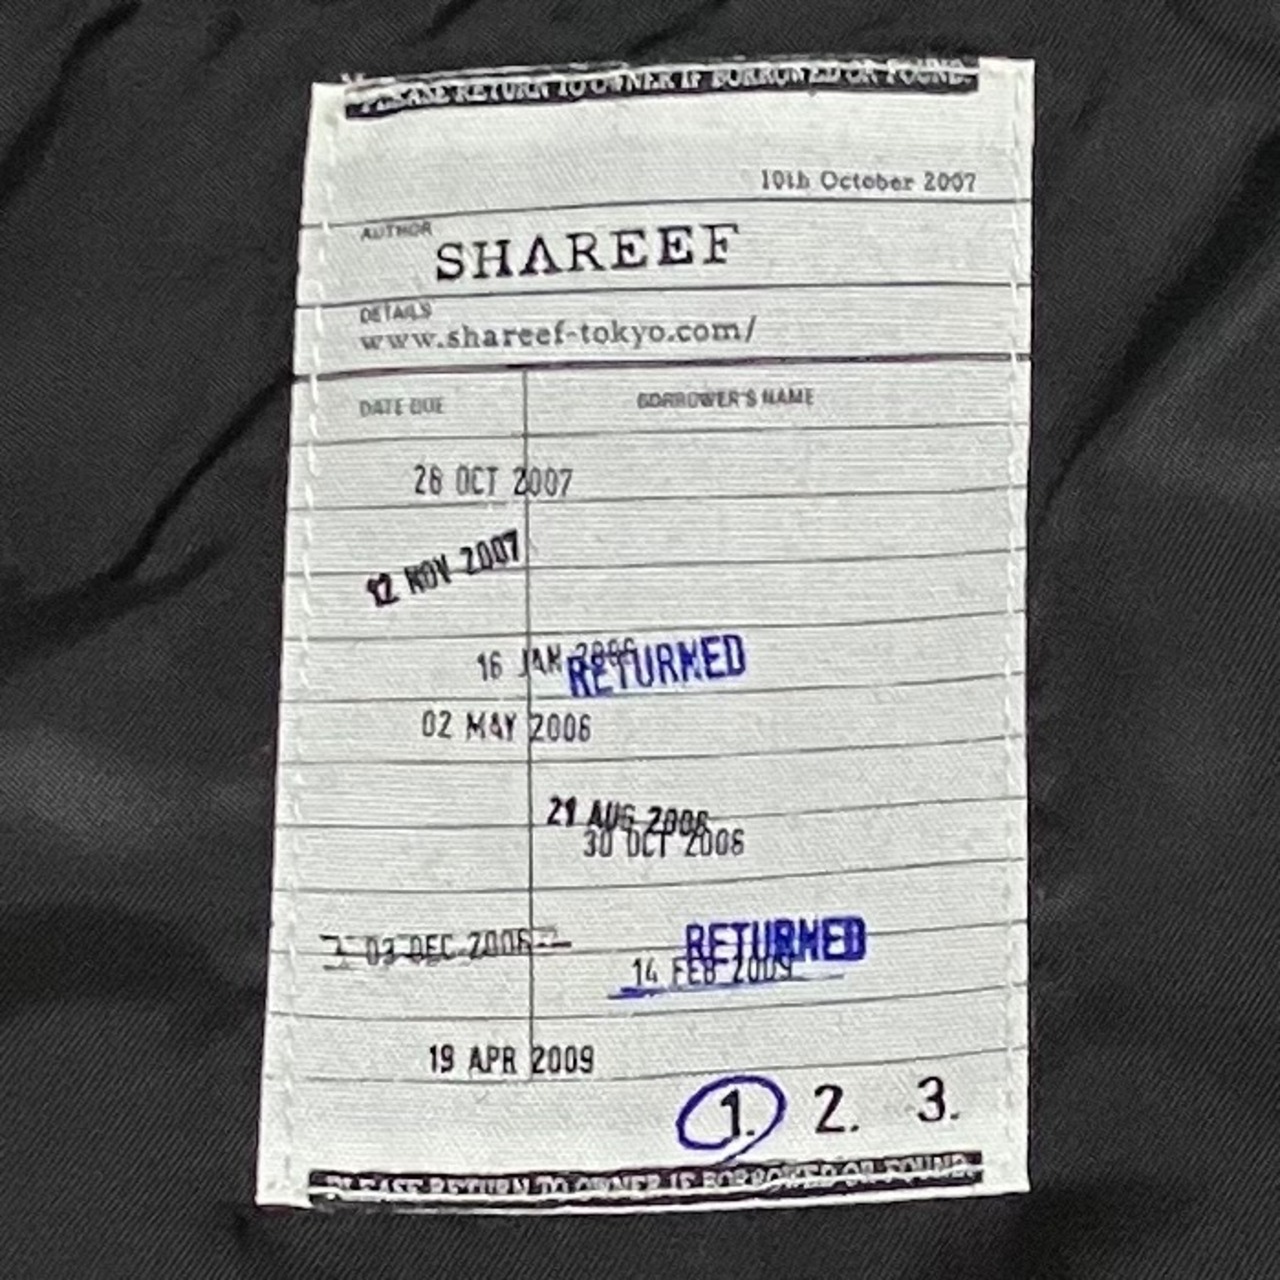 PLEASE RETURN TO OWNER IF BORROWED OR FOUND.
10th October 2007
AUTHOR
SHAREEF
DETAILS
www.shareef-tokyo.com/
DATE DUE BORROWER'S NAME
26 OCT 2007
12 NOV 2007
16 JAN RETURNED
02 MAY 2006
21 AUG 2006
30 OCT 2006
03 DEC 2006
RETURNED
14 FEB 2009
19 APR 2009
1. 2. 3.
PLEASE RETURN TO OWNER IF BORROWED OR FOUND.